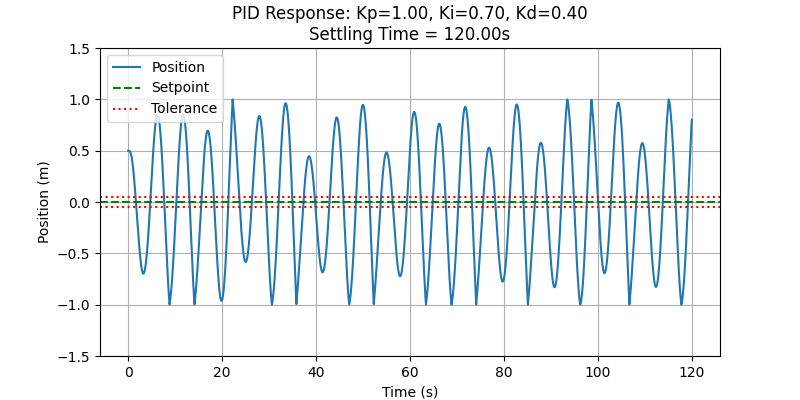 PID Response: Kp=1.00, Ki=0.70, Kd=0.40
Settling Time = 120.00s
Position
Setpoint
Tolerance
1.5
1.0
0.5
0.0
−0.5
−1.0
−1.5
Position (m)
0 20 40 60 80 100 120
Time (s)